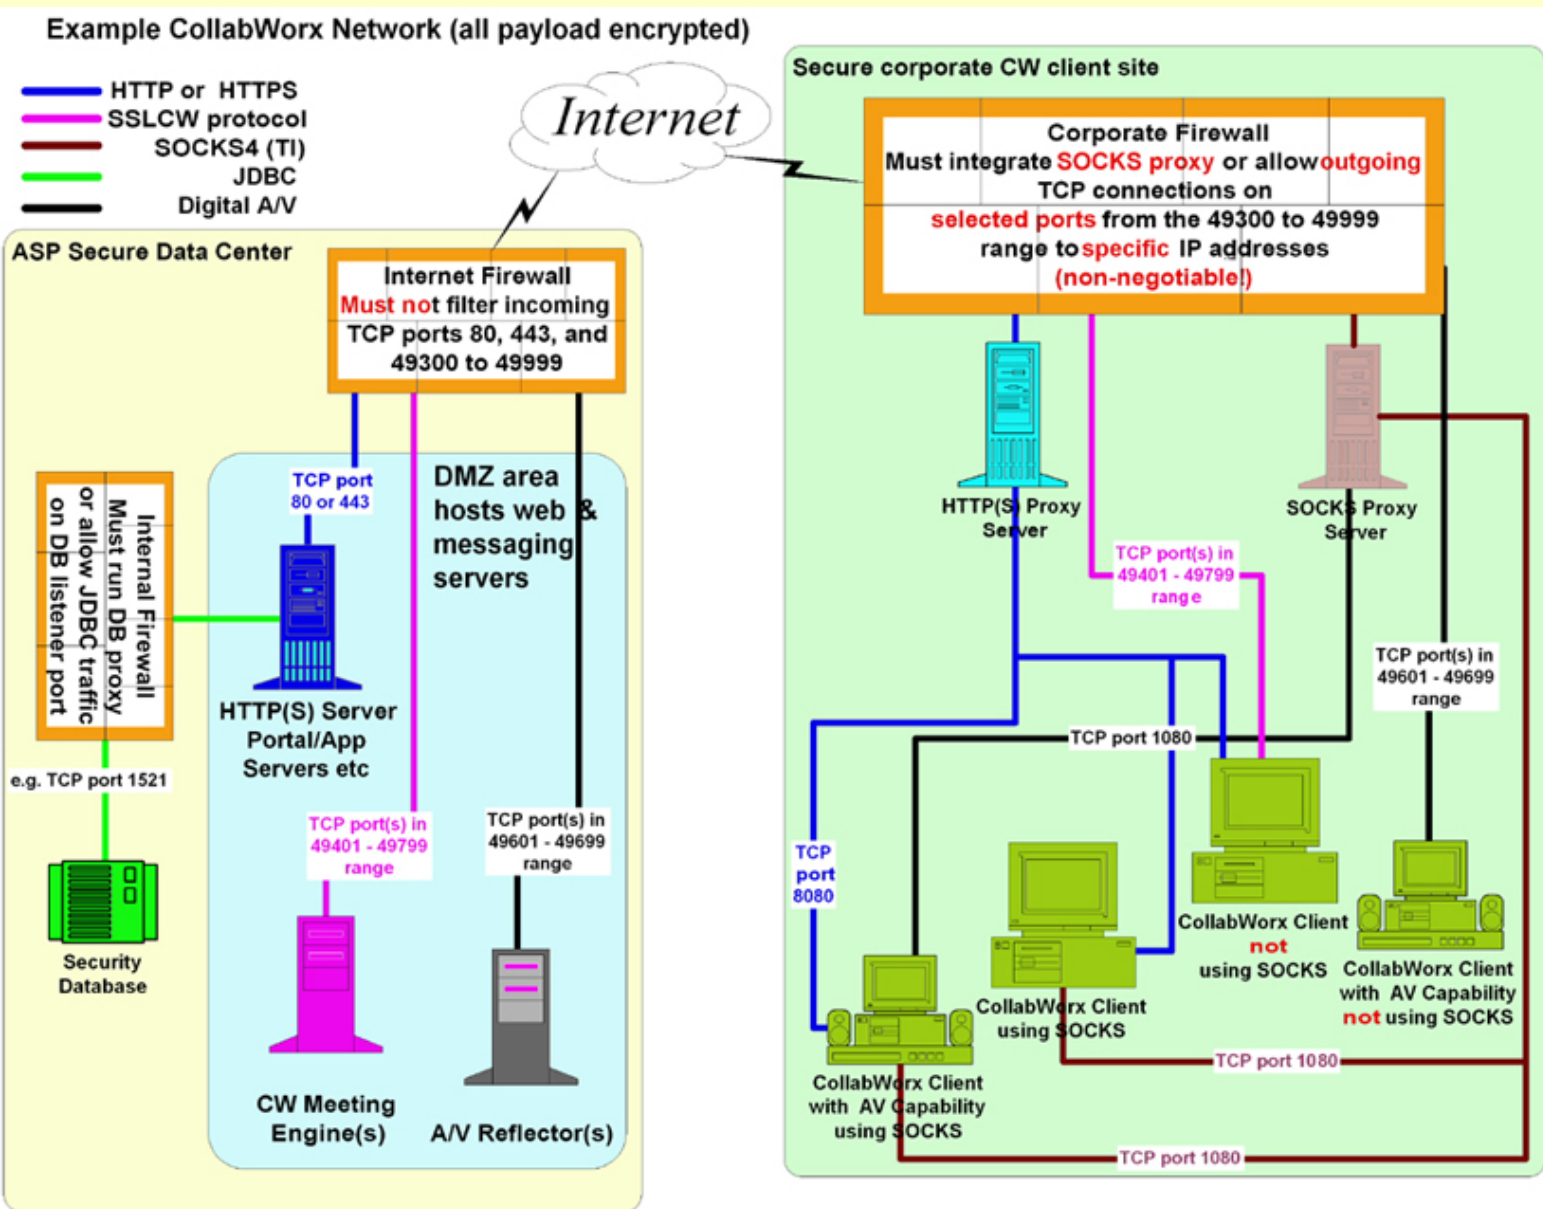 Example CollabWorx Network (all payload encrypted)
HTTP or HTTPS
SSLCW protocol
SOCKS4 (TI)
JDBC
Digital A/V
Internet
ASP Secure Data Center
Internet Firewall
Must not filter incoming
TCP ports 80, 443, and
49300 to 49999
TCP port
80 or 443
DMZ area
hosts web &
messaging
servers
Internal Firewall
Must run DB proxy
or allow JDBC traffic
on DB listener port
HTTP(S) Server
Portal/App
Servers etc
e.g. TCP port 1521
Security
Database
TCP port(s) in
49401 - 49799
range
TCP port(s) in
49601 - 49699
range
CW Meeting
Engine(s)
A/V Reflector(s)
Secure corporate CW client site
Corporate Firewall
Must integrate SOCKS proxy or allow outgoing
TCP connections on
selected ports from the 49300 to 49999
range to specific IP addresses
(non-negotiable!)
HTTP(S) Proxy
Server
SOCKS Proxy
Server
TCP port(s) in
49401 - 49799
range
TCP port(s) in
49601 - 49699
range
TCP port 1080
TCP
port
8080
CollabWorx Client
not
using SOCKS
CollabWorx Client
with AV Capability
not using SOCKS
CollabWorx Client
using SOCKS
TCP port 1080
CollabWorx Client
with AV Capability
using SOCKS
TCP port 1080